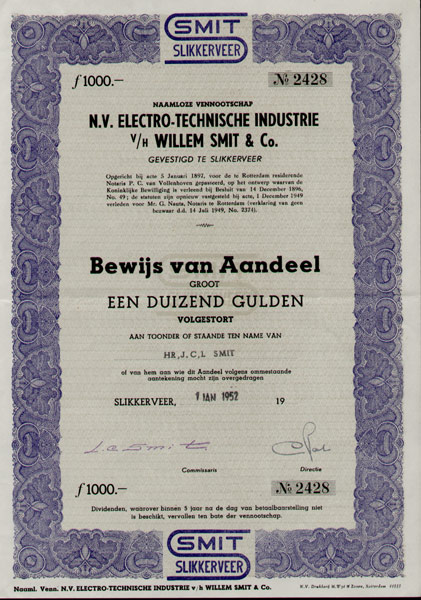 SMIT
SLIKKERVEER
ƒ 1000.—
№ 2428
NAAMLOZE VENNOOTSCHAP
N.V. ELECTRO-TECHNISCHE INDUSTRIE
V/H WILLEM SMIT & Co.
GEVESTIGD TE SLIKKERVEER
Opgericht bij acte 5 Januari 1892, voor de te Rotterdam residerende
Notaris P. C. van Vollenhoven gepasseerd, op het ontwerp waarvan de
Koninklijke Bewilliging is verleend bij Besluit van 14 December 1896,
No. 49; de statuten zijn opnieuw vastgesteld bij acte, 1 December 1949
verleden voor Mr. G. Nauta, Notaris te Rotterdam (verklaring van geen
bezwaar d.d. 14 Juli 1949, No. 2374).
Bewijs van Aandeel
GROOT
EEN DUIZEND GULDEN
VOLGESTORT
AAN TOONDER OF STAANDE TEN NAME VAN
HR,J.C,L SMIT
of van hem aan wie dit Aandeel volgens ommestaande
aantekening mocht zijn overgedragen
SLIKKERVEER, 1 JAN 1952 19
Commissaris
Directie
ƒ 1000.—
№ 2428
Dividenden, waarover binnen 5 jaar na de dag van betaalbaarstelling niet
is beschikt, vervallen ten bate der vennootschap.
SMIT
SLIKKERVEER
Naaml. Venn. N.V. ELECTRO-TECHNISCHE INDUSTRIE v/h WILLEM SMIT & Co.
N.V. Drukkerij Rotterdam